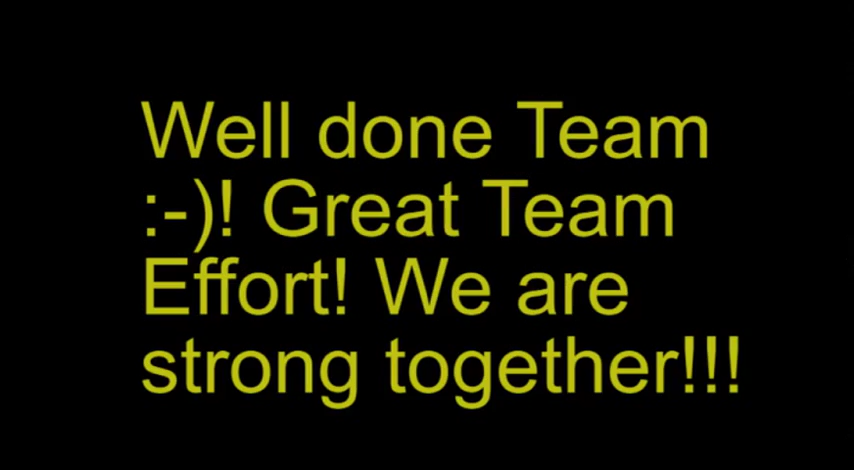 Well done Team
:-)! Great Team
Effort! We are
strong together!!!